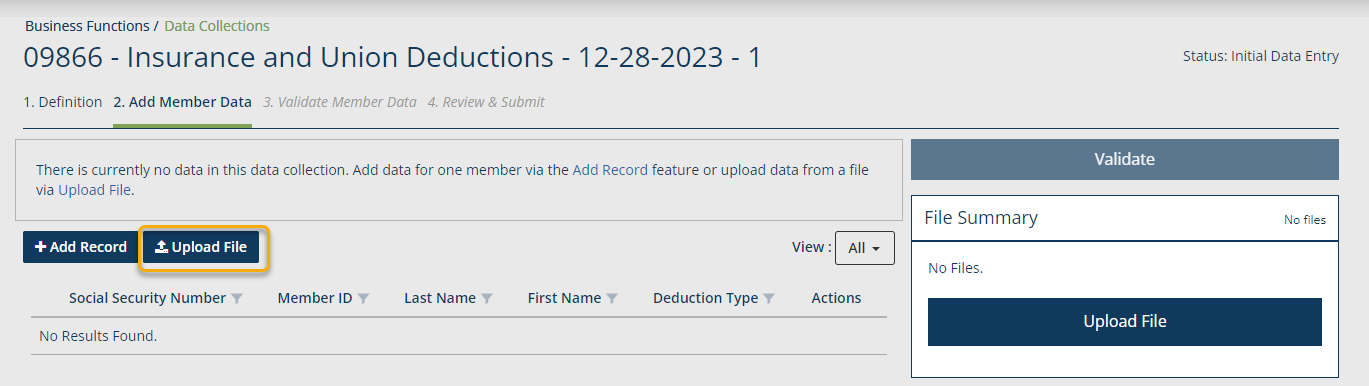 Business Functions / Data Collections
09866 - Insurance and Union Deductions - 12-28-2023 - 1
Status: Initial Data Entry
1. Definition 2. Add Member Data 3. Validate Member Data 4. Review & Submit
There is currently no data in this data collection. Add data for one member via the Add Record feature or upload data from a file
via Upload File.
Add Record Upload File View : All
Social Security Number Member ID Last Name First Name Deduction Type Actions
No Results Found.
Validate
File Summary No files
No Files.
Upload File